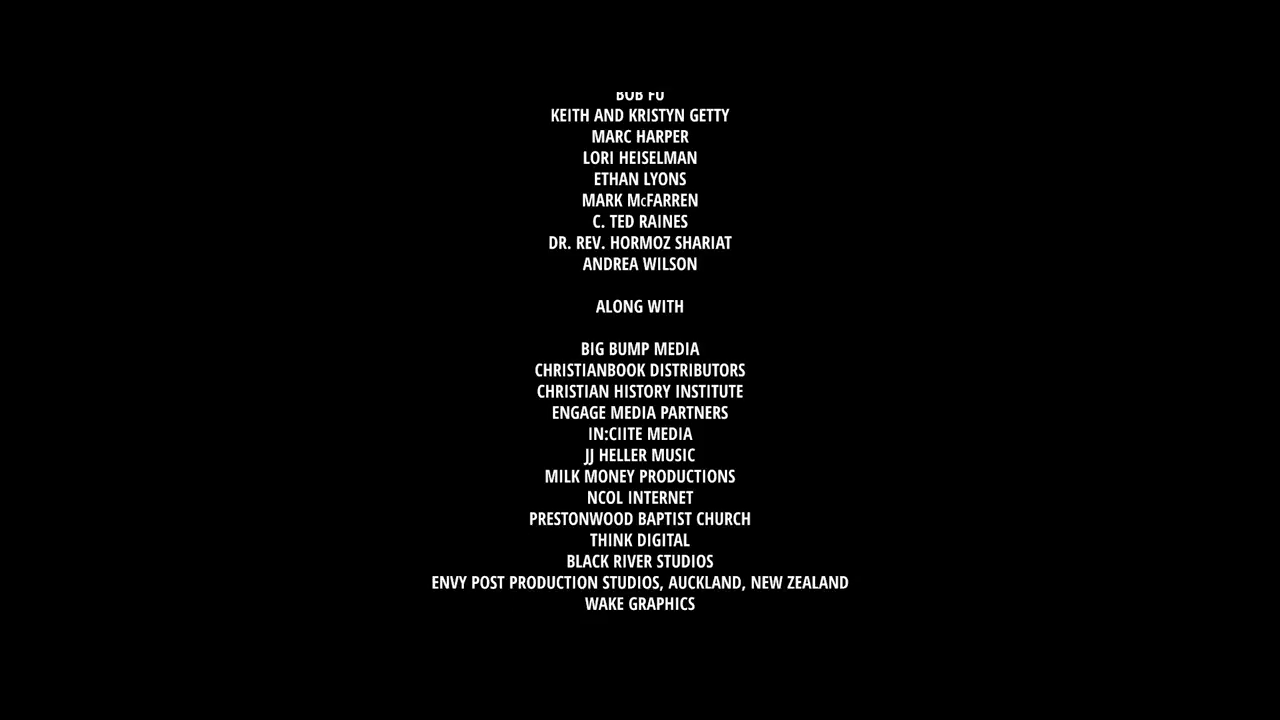 BOB FU
KEITH AND KRISTYN GETTY
MARC HARPER
LORI HEISELMAN
ETHAN LYONS
MARK McFARREN
C. TED RAINES
DR. REV. HORMOZ SHARIAT
ANDREA WILSON
ALONG WITH
BIG BUMP MEDIA
CHRISTIANBOOK DISTRIBUTORS
CHRISTIAN HISTORY INSTITUTE
ENGAGE MEDIA PARTNERS
IN:CIITE MEDIA
JJ HELLER MUSIC
MILK MONEY PRODUCTIONS
NCOL INTERNET
PRESTONWOOD BAPTIST CHURCH
THINK DIGITAL
BLACK RIVER STUDIOS
ENVY POST PRODUCTION STUDIOS, AUCKLAND, NEW ZEALAND
WAKE GRAPHICS